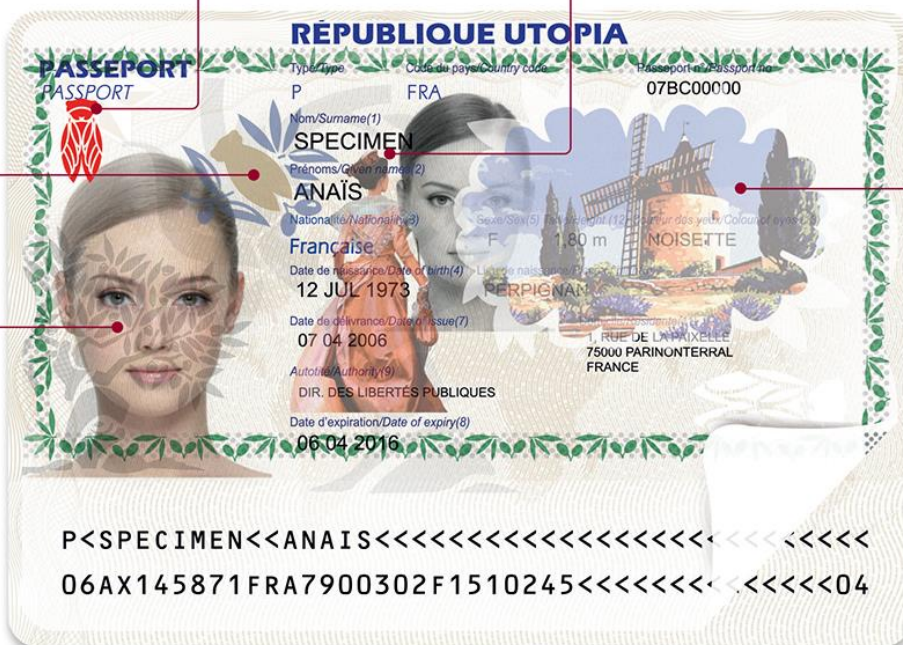 RÉPUBLIQUE UTOPIA
PASSEPORT
PASSPORT
Type/Type Code du pays/Country code Passeport n°/Passport no
P FRA 07BC00000
Nom/Surname(1)
SPECIMEN
Prénoms/Given names(2)
ANAÏS
Nationalité/Nationality(3) Sexe/Sex(5)
Française F 1,80 m NOISETTE
Date de naissance/Date of birth(4)
12 JUL 1973 PERPIGNAN
Date de délivrance/Date of issue(7)
07 04 2006 1, RUE DE LA PAIXELLE
75000 PARINONTERRAL
FRANCE
Autotité/Authority(9)
DIR. DES LIBERTÉS PUBLIQUES
Date d'expiration/Date of expiry(8)
06 04 2016
P<SPECIMEN<<ANAIS<<<<<<<<<<<<<<<<<<<<<<<<<<<
06AX145871FRA7900302F1510245<<<<<<<<<<<<<<04